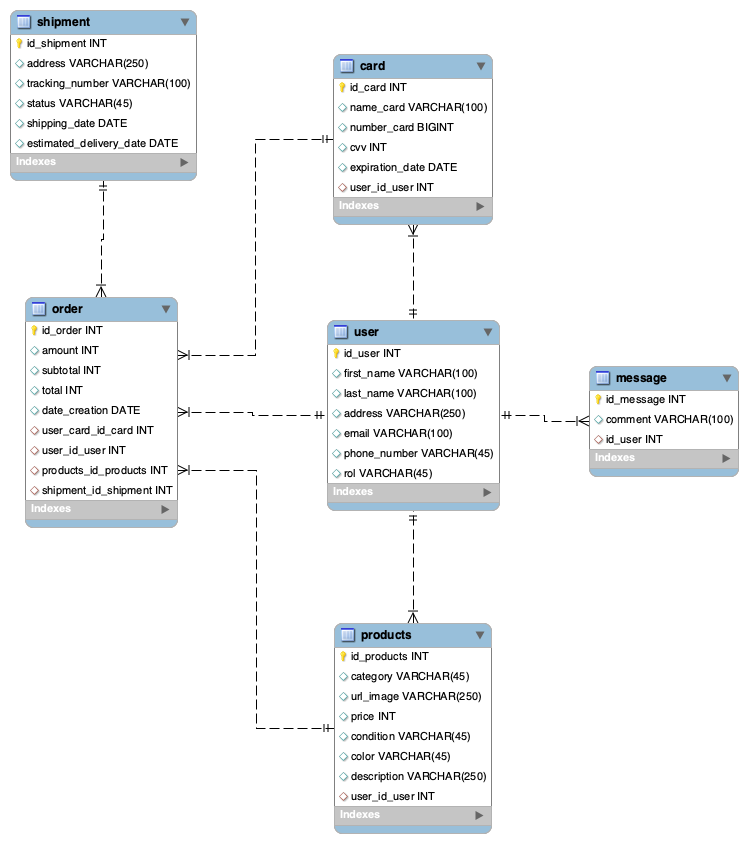 shipment
id_shipment INT
address VARCHAR(250)
tracking_number VARCHAR(100)
status VARCHAR(45)
shipping_date DATE
estimated_delivery_date DATE
Indexes
card
id_card INT
name_card VARCHAR(100)
number_card BIGINT
cvv INT
expiration_date DATE
user_id_user INT
Indexes
order
id_order INT
amount INT
subtotal INT
total INT
date_creation DATE
user_card_id_card INT
user_id_user INT
products_id_products INT
shipment_id_shipment INT
Indexes
user
id_user INT
first_name VARCHAR(100)
last_name VARCHAR(100)
address VARCHAR(250)
email VARCHAR(100)
phone_number VARCHAR(45)
rol VARCHAR(45)
Indexes
message
id_message INT
comment VARCHAR(100)
id_user INT
Indexes
products
id_products INT
category VARCHAR(45)
url_image VARCHAR(250)
price INT
condition VARCHAR(45)
color VARCHAR(45)
description VARCHAR(250)
user_id_user INT
Indexes